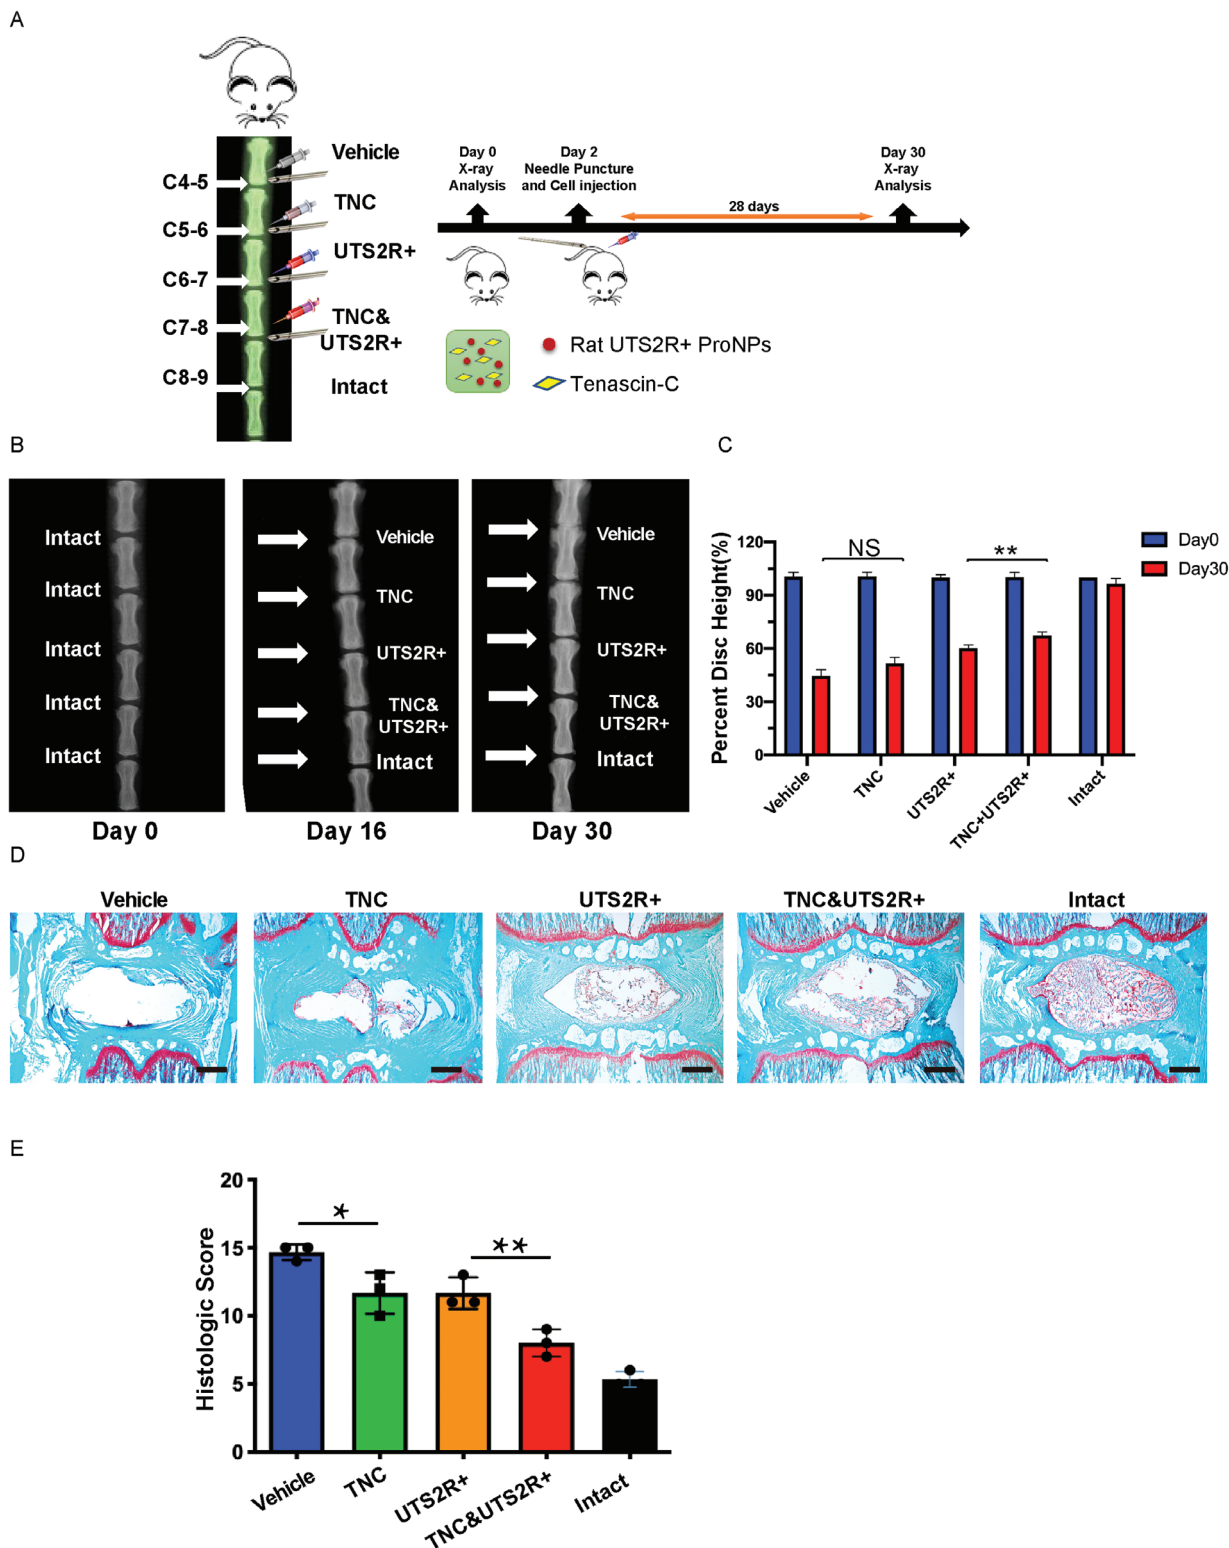 A
Vehicle
C4-5
TNC
C5-6
UTS2R+
C6-7
TNC&
C7-8
UTS2R+
C8-9
Intact
Day 0
X-ray
Analysis
Day 2
Needle Puncture
and Cell injection
Day 30
X-ray
Analysis
28 days
Rat UTS2R+ ProNPs
Tenascin-C
B
Intact
Intact
Intact
Intact
Intact
Day 0
Vehicle
TNC
UTS2R+
TNC&
UTS2R+
Intact
Day 16
Vehicle
TNC
UTS2R+
TNC&
UTS2R+
Intact
Day 30
C
Percent Disc Height(%)
120
90
60
30
0
NS
**
Day0
Day30
Vehicle
TNC
UTS2R+
TNC+UTS2R+
Intact
D
Vehicle
TNC
UTS2R+
TNC&UTS2R+
Intact
E
Histologic Score
20
15
10
5
0
*
**
Vehicle
TNC
UTS2R+
TNC&UTS2R+
Intact